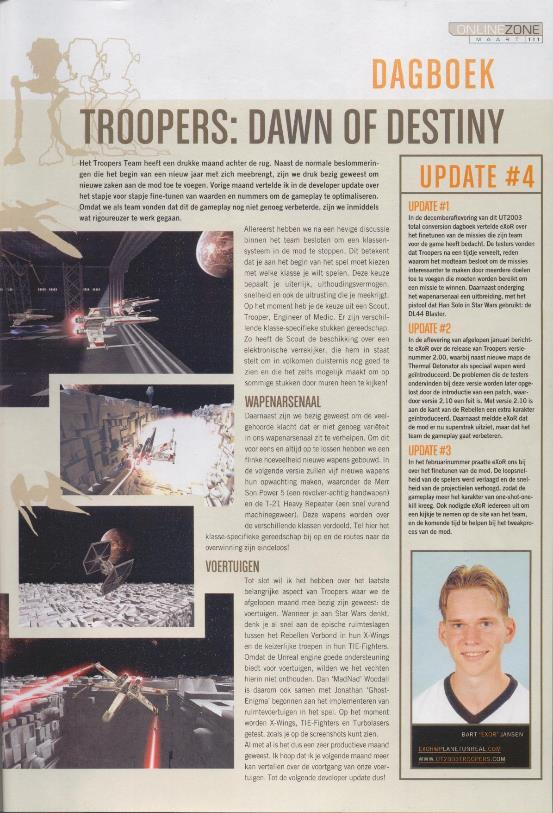 ONLINEZONE
MAART 111
DAGBOEK
TROOPERS: DAWN OF DESTINY
Het Troopers Team heeft een drukke maand achter de rug. Naast de normale beslommerin-
gen die het begin van een nieuw jaar met zich meebrengt, zijn we druk bezig geweest om
nieuwe zaken aan de mod toe te voegen. Vorige maand vertelde ik in de developer update over
het stapje voor stapje fine-tunen van waarden en nummers om de gameplay te optimaliseren.
Omdat we als team vonden dat dit de gameplay nog niet genoeg verbeterde, zijn we inmiddels
wat rigoureuzer te werk gegaan.
Allereerst hebben we na een hevige discussie
binnen het team besloten om een klassen-
systeem in de mod te stoppen. Dit betekent
dat je aan het begin van het spel moet kiezen
met welke klasse je wilt spelen. Deze keuze
bepaalt je uiterlijk, uithoudingsvermogen,
snelheid en ook de uitrusting die je meekrijgt.
Op het moment heb je de keuze uit een Scout,
Trooper, Engineer of Medic. Er zijn verschil-
lende klasse-specifieke stukken gereedschap.
Zo heeft de Scout de beschikking over een
elektronische verrekijker, die hem in staat
stelt om in volkomen duisternis nog goed te
zien en die het zelfs mogelijk maakt om op
sommige stukken door muren heen te kijken!
WAPENARSENAAL
Daarnaast zijn we bezig geweest om de veel-
gehoorde klacht dat er niet genoeg variëteit
in ons wapenarsenaal zit te verhelpen. Om dit
voor eens en altijd op te lossen hebben we een
flinke hoeveelheid nieuwe wapens gebouwd. In
de volgende versie zullen vijf nieuwe wapens
hun opwachting maken, waaronder de Merr
Son Power 5 (een revolver-achtig handwapen)
en de T-21 Heavy Repeater (een snel vurend
machinegeweer). Deze wapens worden over
de verschillende klassen verdeeld. Tel hier het
klasse-specifieke gereedschap bij op en de routes naar de
overwinning zijn eindeloos!
VOERTUIGEN
Tot slot wil ik het hebben over het laatste
belangrijke aspect van Troopers waar we de
afgelopen maand mee bezig zijn geweest: de
voertuigen. Wanneer je aan Star Wars denkt,
denk je al snel aan de epische ruimteslagen
tussen het Rebellen Verbond in hun X-Wings
en de keizerlijke troepen in hun TIE-Fighters.
Omdat de Unreal engine goede ondersteuning
biedt voor voertuigen, wilden we het vechten
hierin niet onthouden. Dan 'MadNad' Woodall
is daarom ook samen met Jonathan 'Ghost-
Enigma' begonnen aan het implementeren van
ruimtevoertuigen in het spel. Op het moment
worden X-Wings, TIE-Fighters en Turbolasers
getest, zoals je op de screenshots kunt zien.
Al met al is het dus een zeer productieve maand
geweest. Ik hoop dat ik je volgende maand meer
kan vertellen over de voortgang van onze voer-
tuigen. Tot de volgende developer update dus!
UPDATE #4
UPDATE #1
In de decemberaflevering van dit UT2003
total conversion dagboek vertelde eXoR over
het finetunen van de missies die zijn team
voor de game heeft bedacht. De testers vonden
dat Troopers na een tijdje verveelt, reden
waarom het modteam besloot om de missies
interessanter te maken door meerdere doelen
toe te voegen die moeten worden bereikt om
een missie te winnen. Daarnaast onderging
het wapenarsenaal een uitbreiding, met het
pistool dat Han Solo in Star Wars gebruikt: de
DL44 Blaster.
UPDATE #2
In de aflevering van afgelopen januari bericht-
te eXoR over de release van Troopers versie-
nummer 2.00, waarbij naast nieuwe maps de
Thermal Detonator als speciaal wapen werd
geïntroduceerd. De problemen die de testers
ondervinden bij deze versie worden later opge-
lost door de introductie van een patch, waar-
door versie 2.10 een feit is. Met versie 2.10 is
aan de kant van de Rebellen een extra karakter
geïntroduceerd. Daarnaast meldde eXoR dat
de mod er nu superstrak uitziet, maar dat het
team de gameplay gaat verbeteren.
UPDATE #3
In het februarinummer praatte eXoR ons bij
over het finetunen van de mod. De loopsnel-
heid van de spelers werd verlaagd en de snel-
heid van de projectielen verhoogd, zodat de
gameplay meer het karakter van one-shot-one-
kill kreeg. Ook nodigde eXoR iedereen uit om
een kijkje te nemen op de site van het team,
en de komende tijd te helpen bij het tweakpro-
ces van de mod.
BART "EXOR" JANSEN
EXOR@PLANETUNREAL.COM
WWW.UT2003TROOPERS.COM